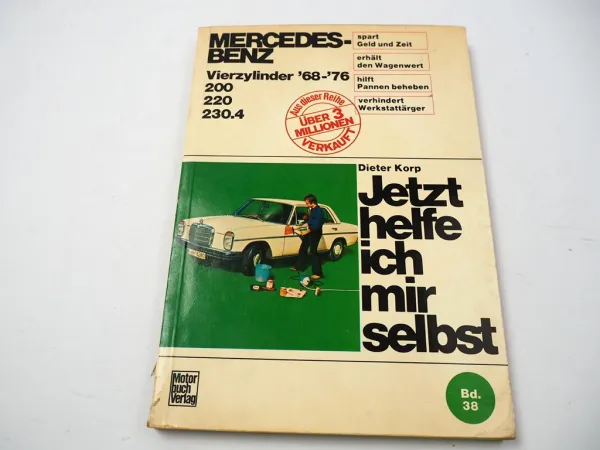 MERCEDES-
BENZ
Vierzylinder '68-'76
200
220
230.4
spart
Geld und Zeit
erhält
den Wagenwert
hilft
Pannen beheben
verhindert
Werkstattärger
Aus dieser Reihe
ÜBER 3
MILLIONEN
VERKAUFT
Dieter Korp
Jetzt
helfe
ich
mir
selbst
Motor
buch
Verlag
Bd.
38